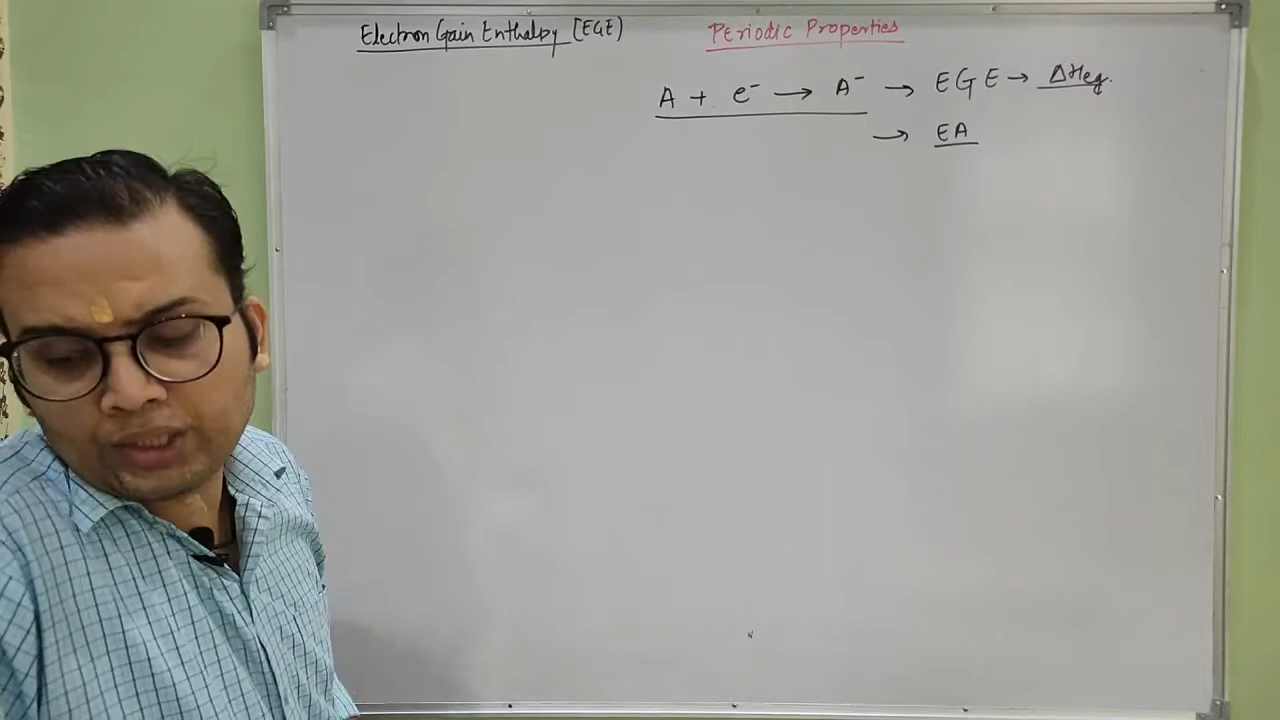 Electron Gain Enthalpy [EGE)
Periodic Properties
A + e⁻ → A⁻ → EGE → ΔHeg.
→ EA